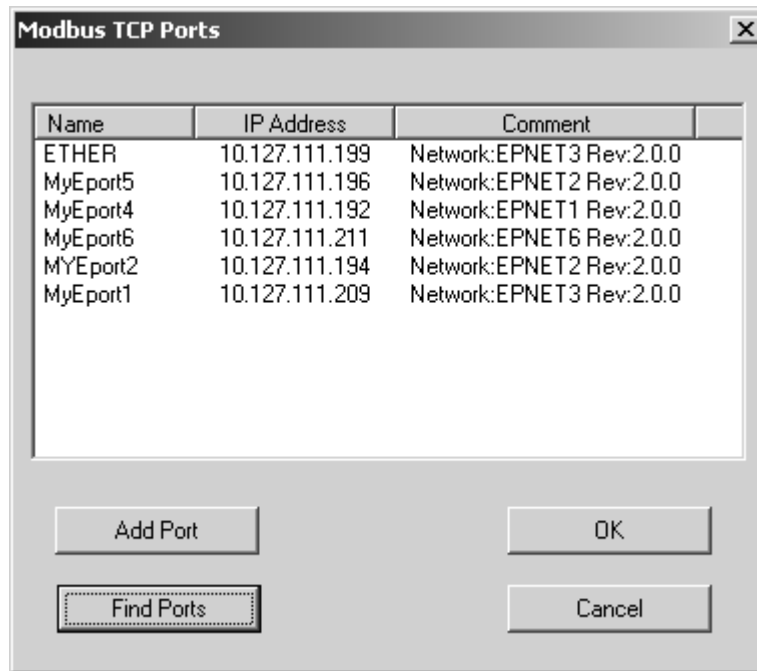 Modbus TCP Ports
Name IP Address Comment
ETHER 10.127.111.199 Network:EPNET3 Rev:2.0.0
MyEport5 10.127.111.196 Network:EPNET2 Rev:2.0.0
MyEport4 10.127.111.192 Network:EPNET1 Rev:2.0.0
MyEport6 10.127.111.211 Network:EPNET6 Rev:2.0.0
MYEport2 10.127.111.194 Network:EPNET2 Rev:2.0.0
MyEport1 10.127.111.209 Network:EPNET3 Rev:2.0.0
Add Port OK
Find Ports Cancel